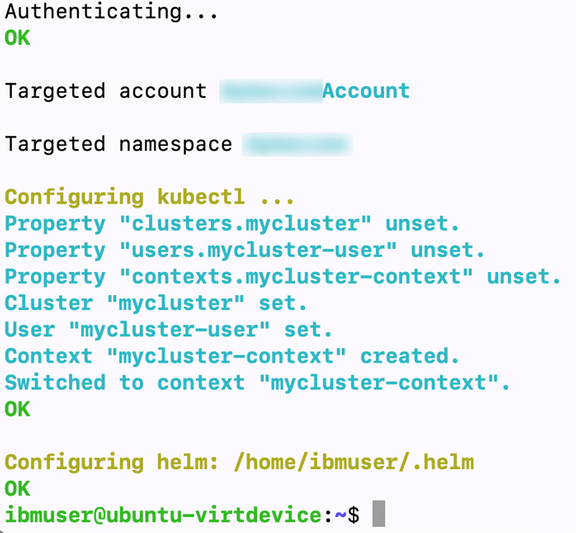 Authenticating...
OK
Targeted account Account
Targeted namespace
Configuring kubectl ...
Property "clusters.mycluster" unset.
Property "users.mycluster-user" unset.
Property "contexts.mycluster-context" unset.
Cluster "mycluster" set.
User "mycluster-user" set.
Context "mycluster-context" created.
Switched to context "mycluster-context".
OK
Configuring helm: /home/ibmuser/.helm
OK
ibmuser@ubuntu-virtdevice:~$